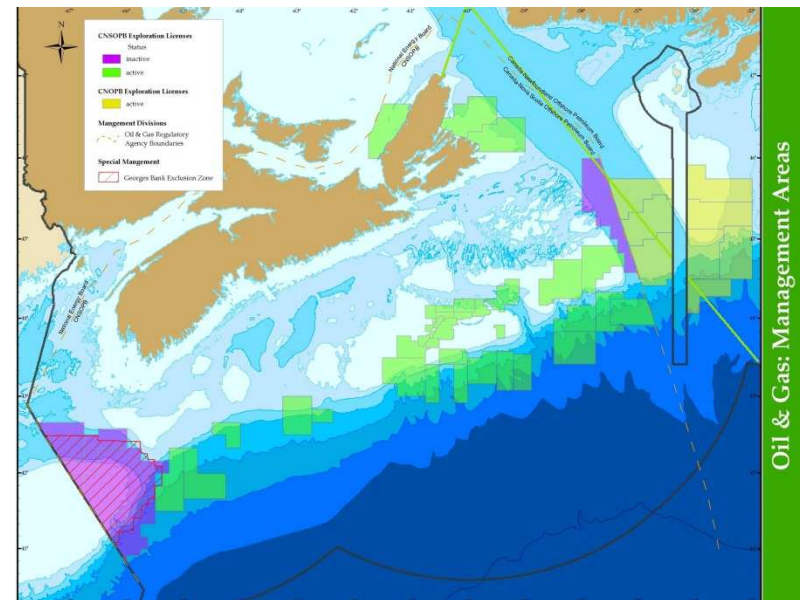 N
CNSOPB Exploration Licenses
Status
inactive
active
CNOPB Exploration Licenses
active
Mangement Divisions
Oil & Gas Regulatory
Agency Boundaries
Special Mangement
Georges Bank Exclusion Zone
National Energy Board
CNSOPB
Canada-Newfoundland Offshore Petroleum Board
Canada-Nova Scotia Offshore Petroleum Board
National Energy Board
CNSOPB
Oil & Gas: Management Areas